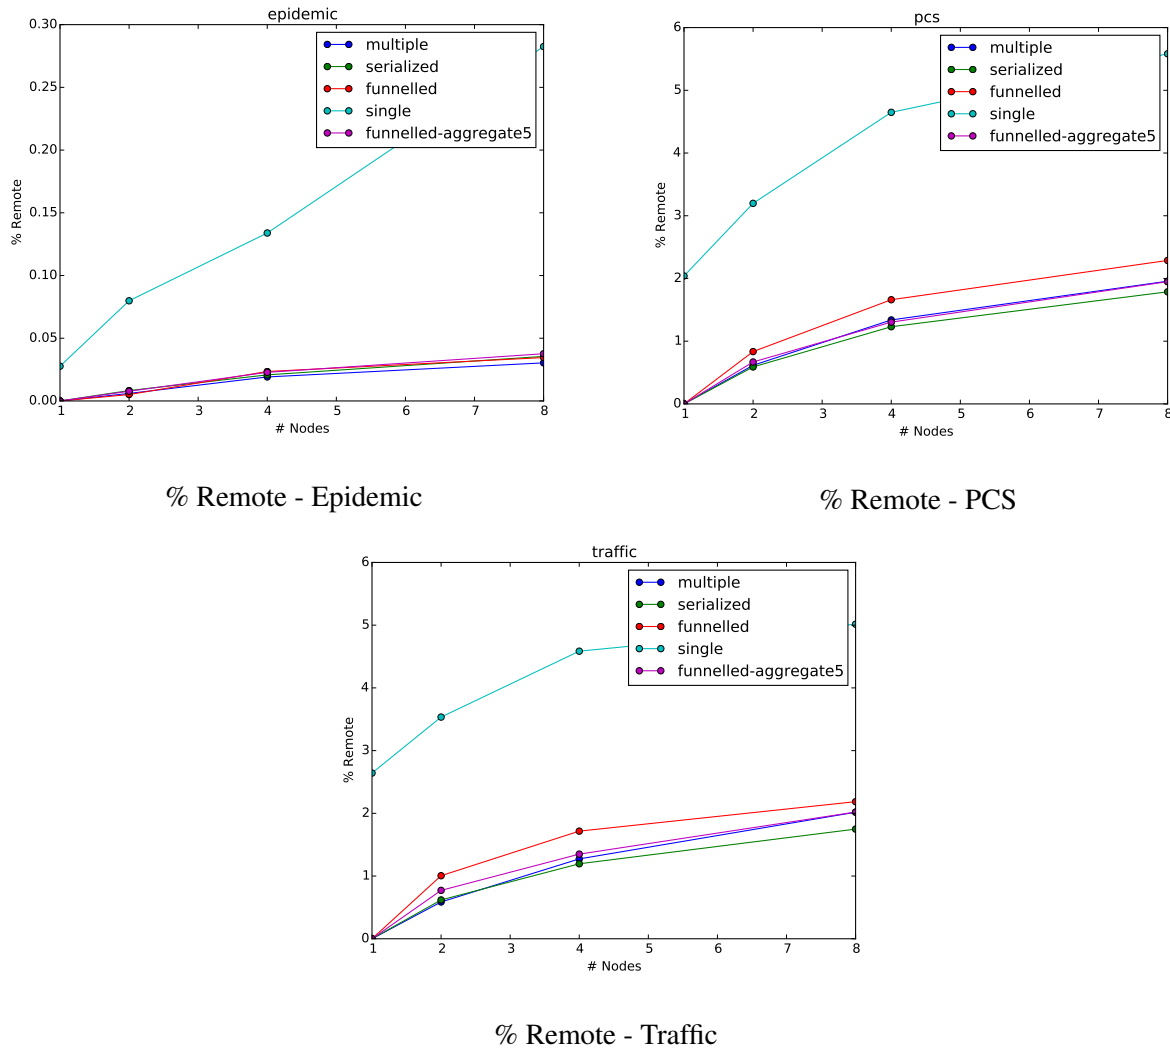 epidemic
0.30
0.25
0.20
0.15
0.10
0.05
0.00
% Remote
multiple
serialized
funnelled
single
funnelled-aggregate5
1 2 3 4 5 6 7 8
# Nodes
% Remote - Epidemic
pcs
6
5
4
3
2
1
0
% Remote
multiple
serialized
funnelled
single
funnelled-aggregate5
1 2 3 4 5 6 7 8
# Nodes
% Remote - PCS
traffic
6
5
4
3
2
1
0
% Remote
multiple
serialized
funnelled
single
funnelled-aggregate5
1 2 3 4 5 6 7 8
# Nodes
% Remote - Traffic